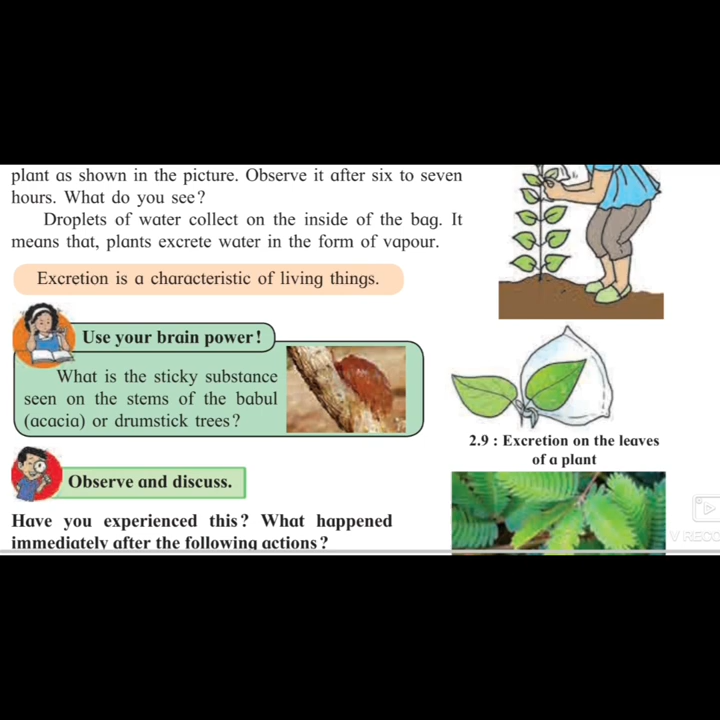 plant as shown in the picture. Observe it after six to seven
hours. What do you see?
Droplets of water collect on the inside of the bag. It
means that, plants excrete water in the form of vapour.
Excretion is a characteristic of living things.
Use your brain power!
What is the sticky substance
seen on the stems of the babul
(acacia) or drumstick trees?
2.9 : Excretion on the leaves
of a plant
Observe and discuss.
Have you experienced this? What happened
immediately after the following actions?
V RECO